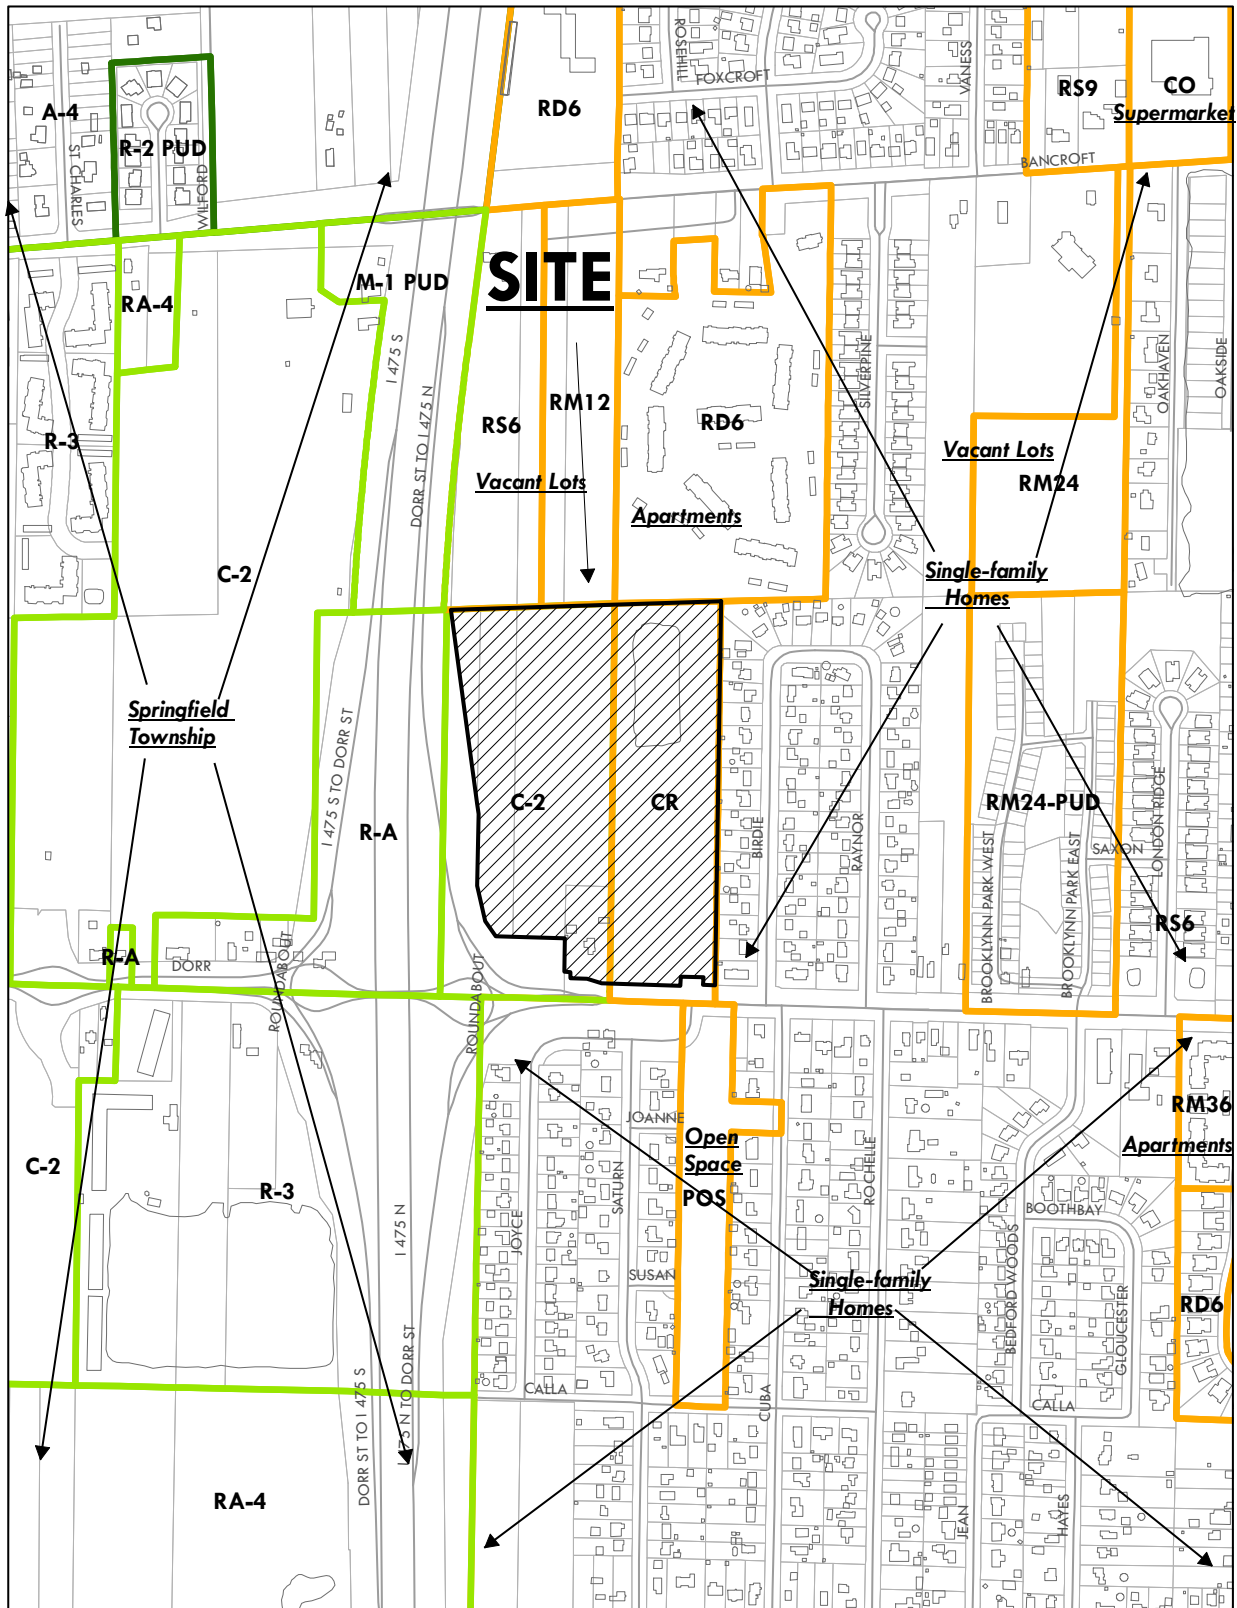 ROSEHILL
FOXCROFT
VANESS
RS9
CO
Supermarket
RD6
A-4
R-2 PUD
ST CHARLES
WILFORD
BANCROFT
SITE
M-1 PUD
RA-4
I 475 S
DORR ST TO I 475 N
RS6
RM12
RD6
SILVERPINE
OAKHAVEN
OAKSIDE
R-3
Vacant Lots
Vacant Lots
RM24
Apartments
C-2
Single-family
Homes
Springfield
Township
I 475 S TO DORR ST
R-A
C-2
CR
BIRDIE
RAYNOR
RM24-PUD
BROOKLYNN PARK WEST
BROOKLYNN PARK EAST
SAXON
LONDON RIDGE
RS6
R-A
DORR
ROUNDABOUT
ROUNDABOUT
JOANNE
Open
Space
POS
RM36
Apartments
C-2
R-3
I 475 N
JOYCE
SATURN
SUSAN
ROCHELLE
BEDFORD WOODS
BOOTHBAY
GLOUCESTER
Single-family
Homes
RD6
CALLA
CUBA
CALLA
DORR ST TO I 475 S
I 475 N TO DORR ST
RA-4
JEAN
HAYES